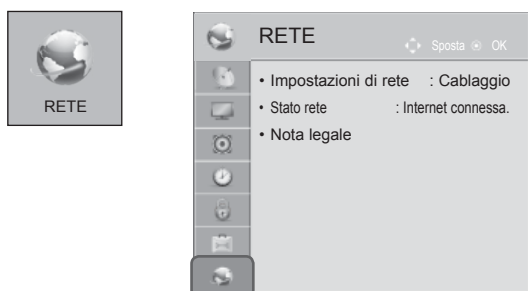 RETE
RETE
Sposta OK
• Impostazioni di rete : Cablaggio
• Stato rete : Internet connessa.
• Nota legale